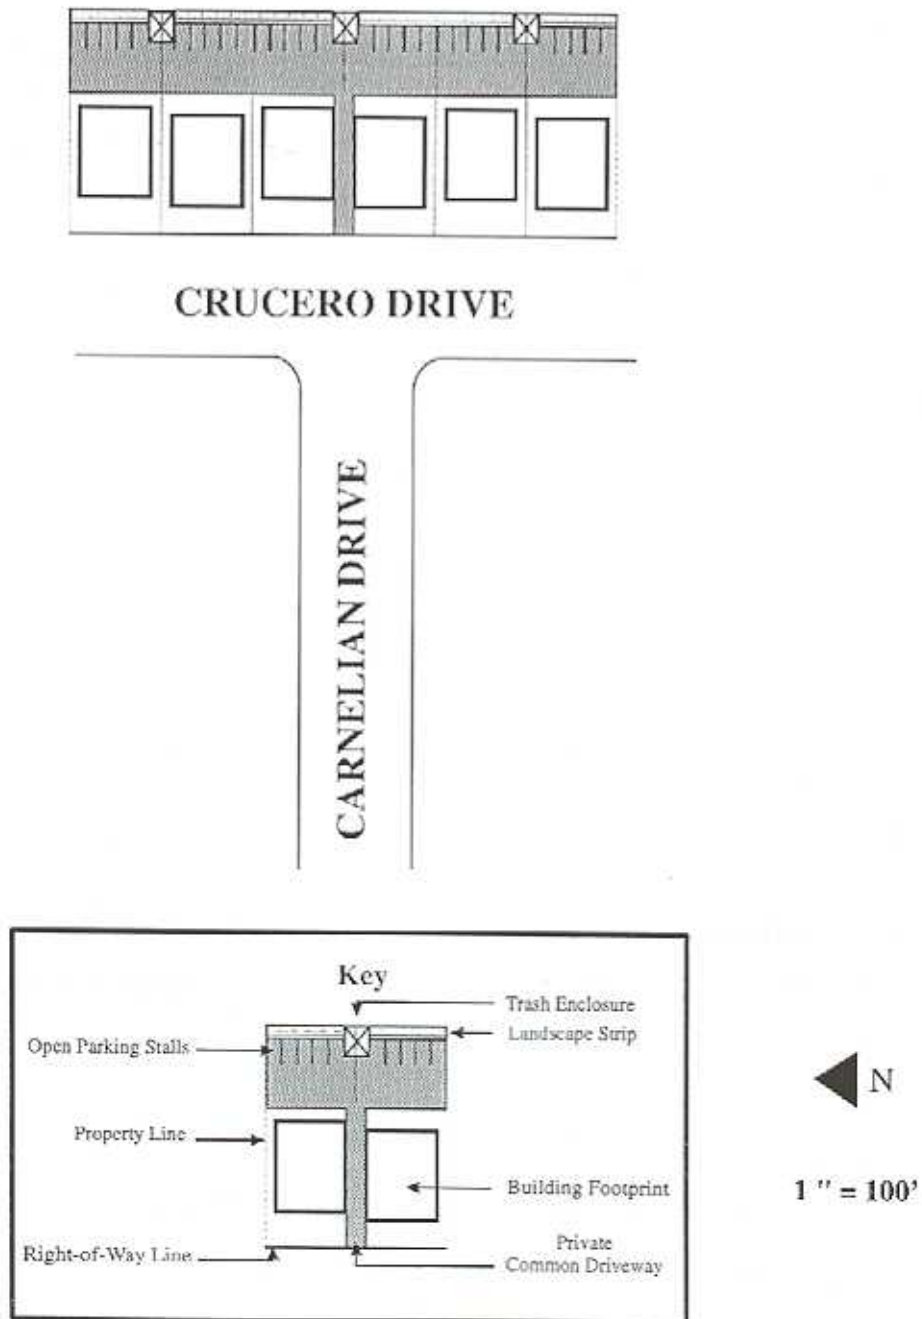 CRUCERO DRIVE
CARNELIAN DRIVE
Key
Trash Enclosure
Landscape Strip
Open Parking Stalls
Property Line
Building Footprint
Right-of-Way Line
Private
Common Driveway
N
1 " = 100'